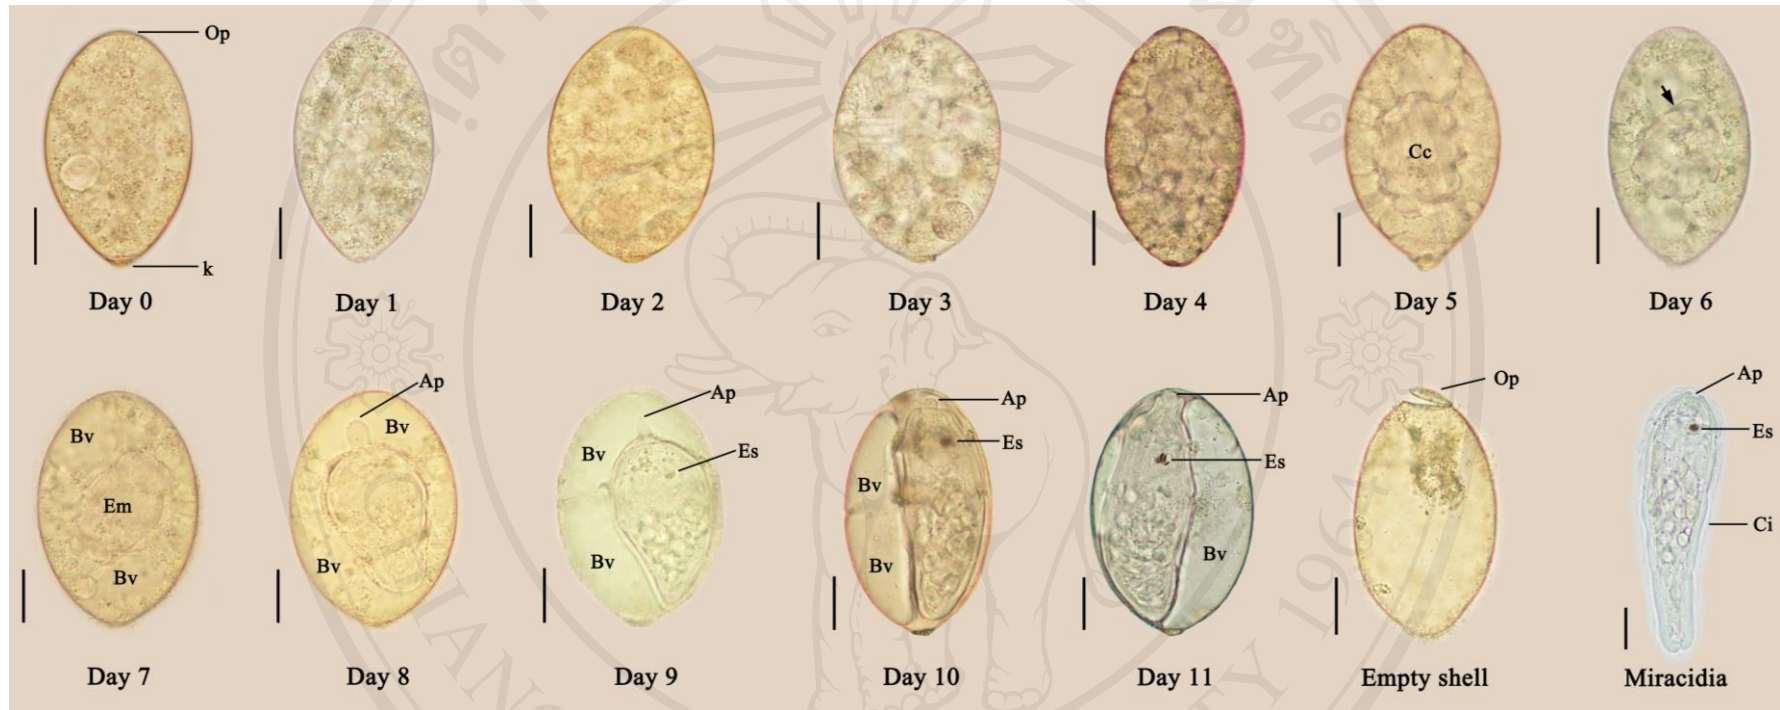 Op
k
Cc
Day 0
Day 1
Day 2
Day 3
Day 4
Day 5
Day 6
Bv
Em
Bv
Ap
Bv
Bv
Ap
Bv
Es
Bv
Ap
Es
Bv
Bv
Ap
Es
Bv
Op
Ap
Es
Ci
Day 7
Day 8
Day 9
Day 10
Day 11
Empty shell
Miracidia
1964